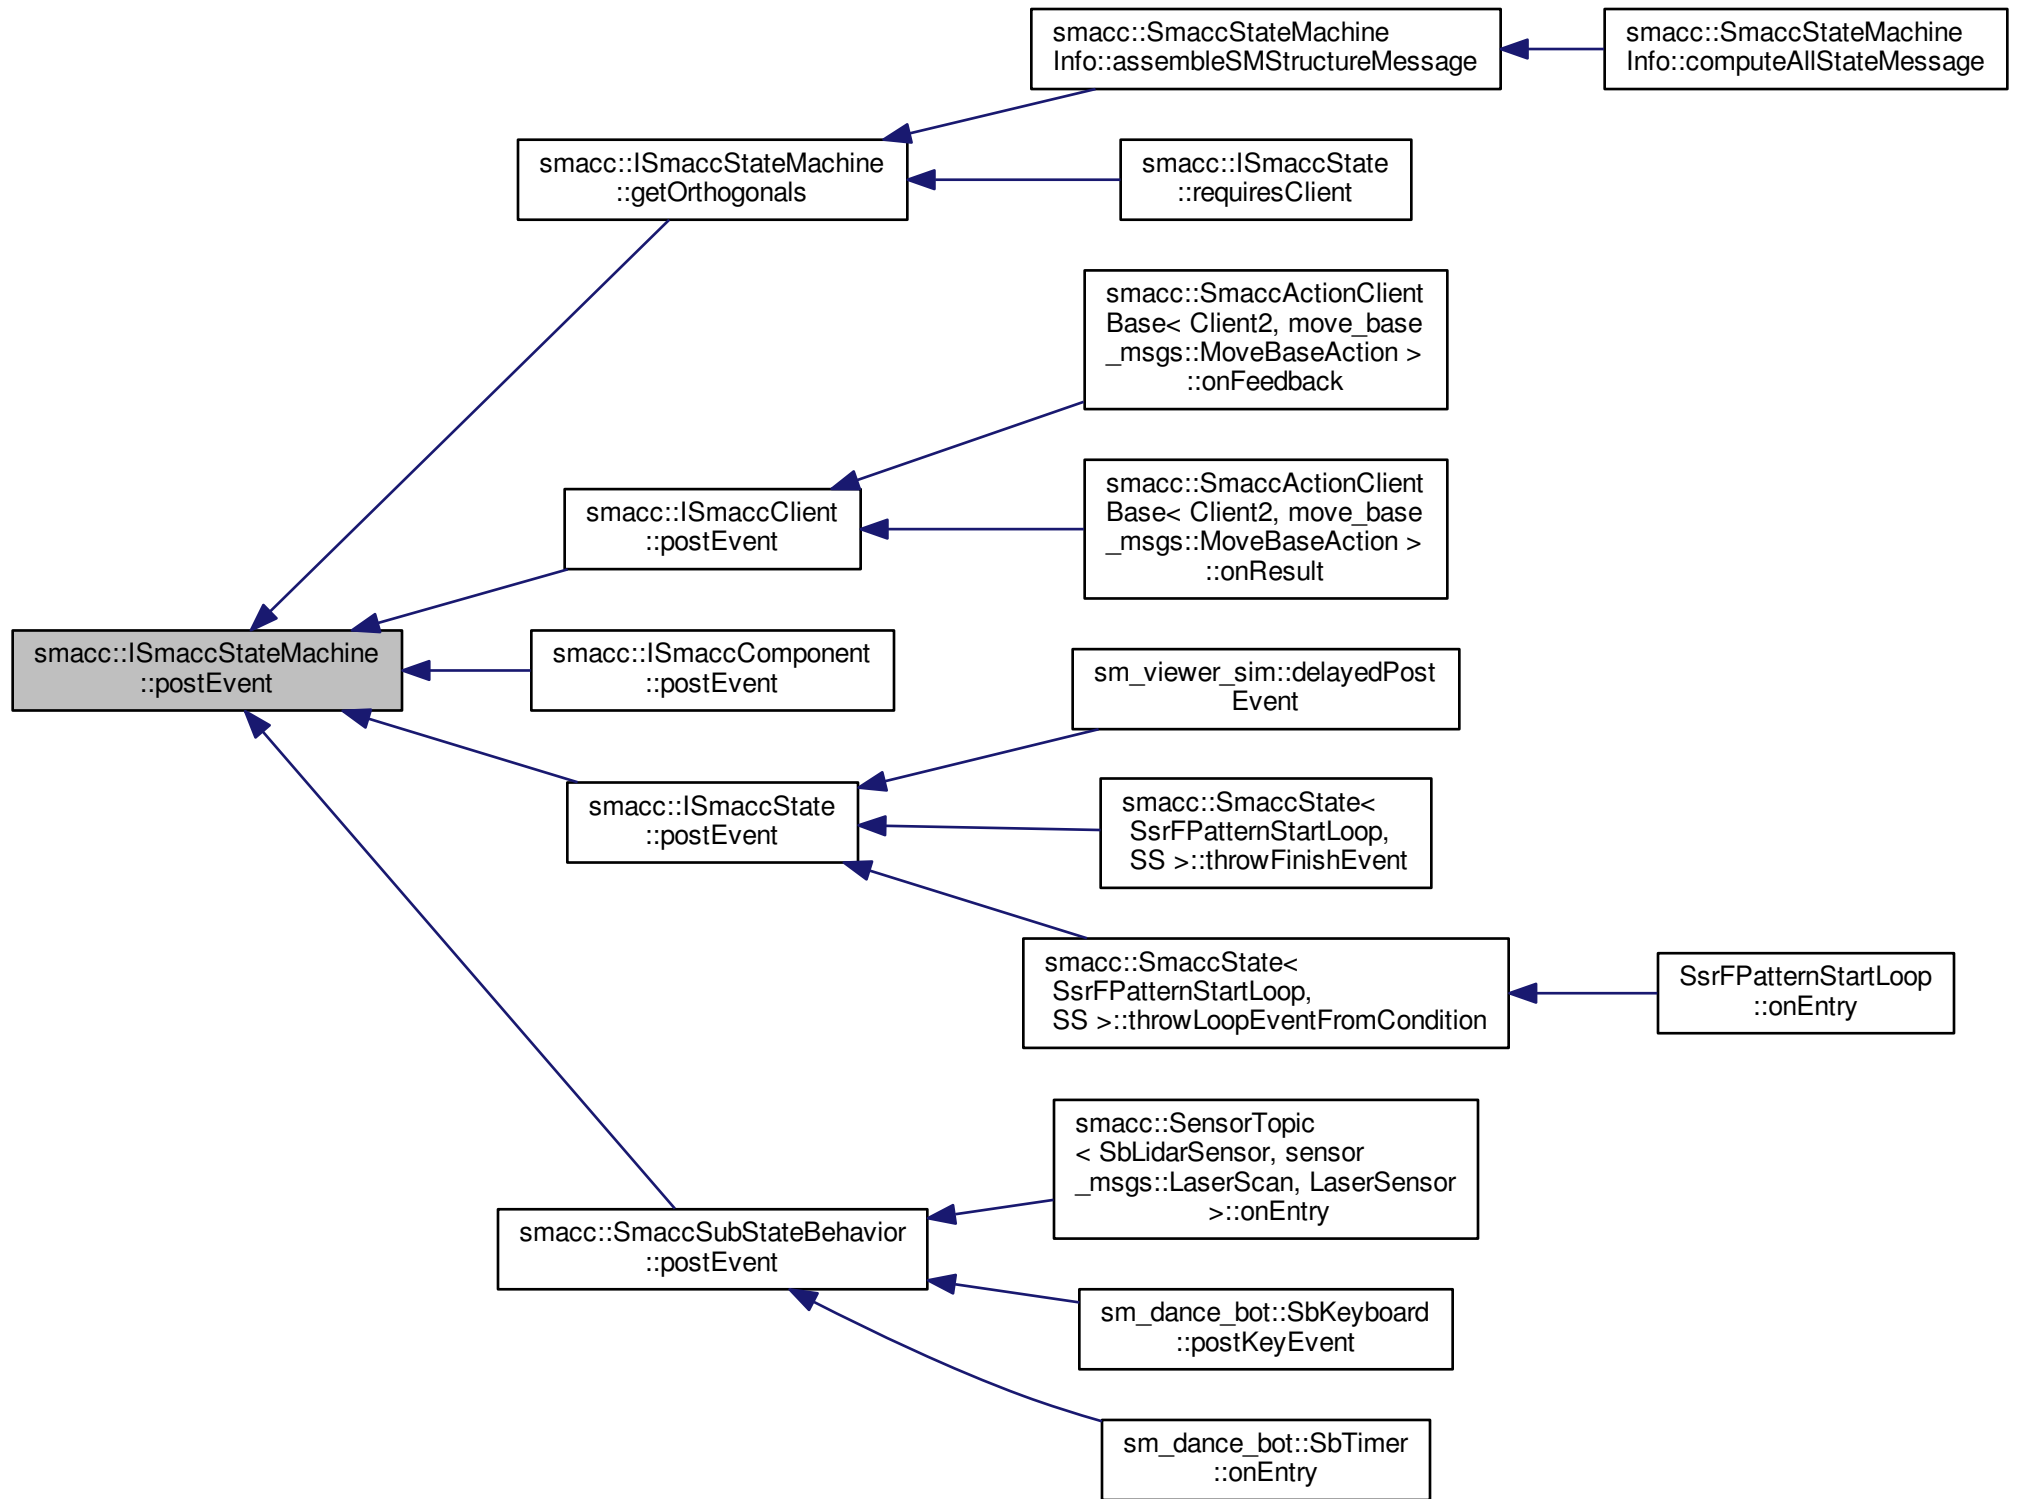 smacc::SmaccStateMachine
Info::assembleSMStructureMessage
smacc::SmaccStateMachine
Info::computeAllStateMessage
smacc::ISmaccStateMachine
::getOrthogonals
smacc::ISmaccState
::requiresClient
smacc::SmaccActionClient
Base< Client2, move_base
_msgs::MoveBaseAction >
::onFeedback
smacc::ISmaccClient
::postEvent
smacc::SmaccActionClient
Base< Client2, move_base
_msgs::MoveBaseAction >
::onResult
smacc::ISmaccStateMachine
::postEvent
smacc::ISmaccComponent
::postEvent
sm_viewer_sim::delayedPost
Event
smacc::ISmaccState
::postEvent
smacc::SmaccState<
SsrFPatternStartLoop,
SS >::throwFinishEvent
smacc::SmaccState<
SsrFPatternStartLoop,
SS >::throwLoopEventFromCondition
SsrFPatternStartLoop
::onEntry
smacc::SensorTopic
< SbLidarSensor, sensor
_msgs::LaserScan, LaserSensor
>::onEntry
smacc::SmaccSubStateBehavior
::postEvent
sm_dance_bot::SbKeyboard
::postKeyEvent
sm_dance_bot::SbTimer
::onEntry